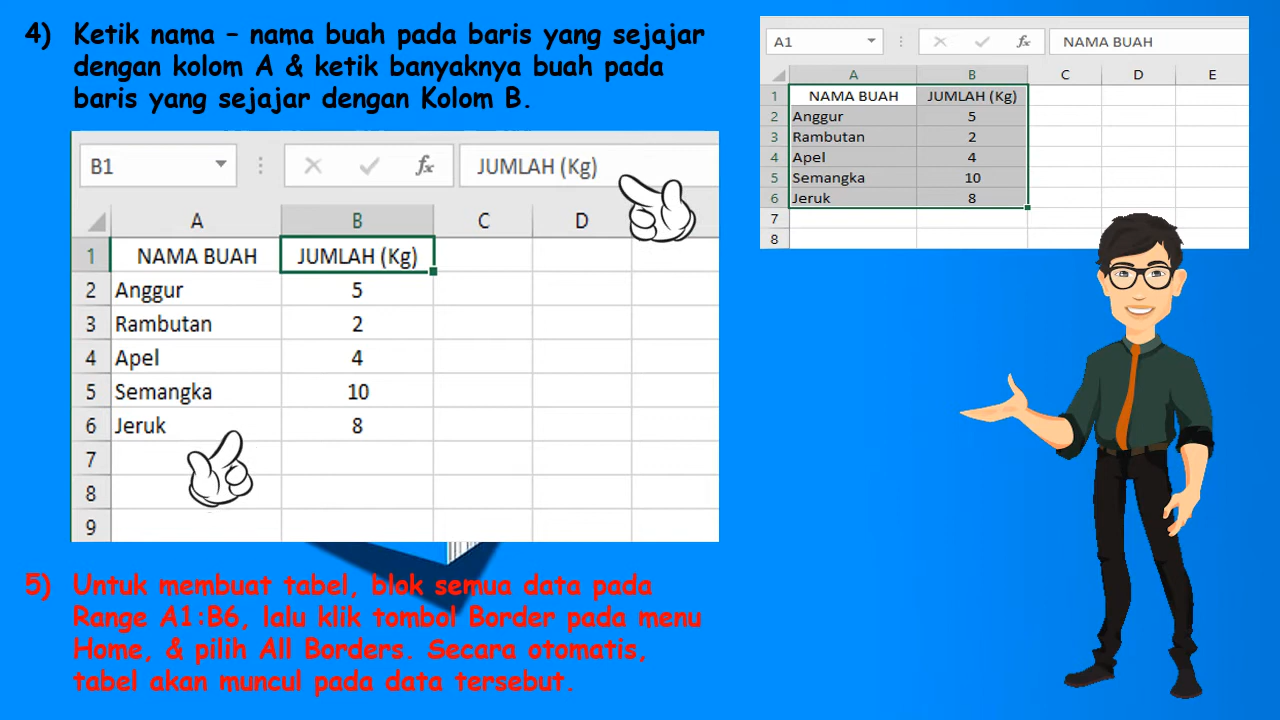 4) Ketik nama – nama buah pada baris yang sejajar
dengan kolom A & ketik banyaknya buah pada
baris yang sejajar dengan Kolom B.
B1 fx JUMLAH (Kg)
A B C D
1 NAMA BUAH JUMLAH (Kg)
2 Anggur 5
3 Rambutan 2
4 Apel 4
5 Semangka 10
6 Jeruk 8
7
8
9
5) Untuk membuat tabel, blok semua data pada
Range A1:B6, lalu klik tombol Border pada menu
Home, & pilih All Borders. Secara otomatis,
tabel akan muncul pada data tersebut.
A1 fx NAMA BUAH
A B C D E
1 NAMA BUAH JUMLAH (Kg)
2 Anggur 5
3 Rambutan 2
4 Apel 4
5 Semangka 10
6 Jeruk 8
7
8